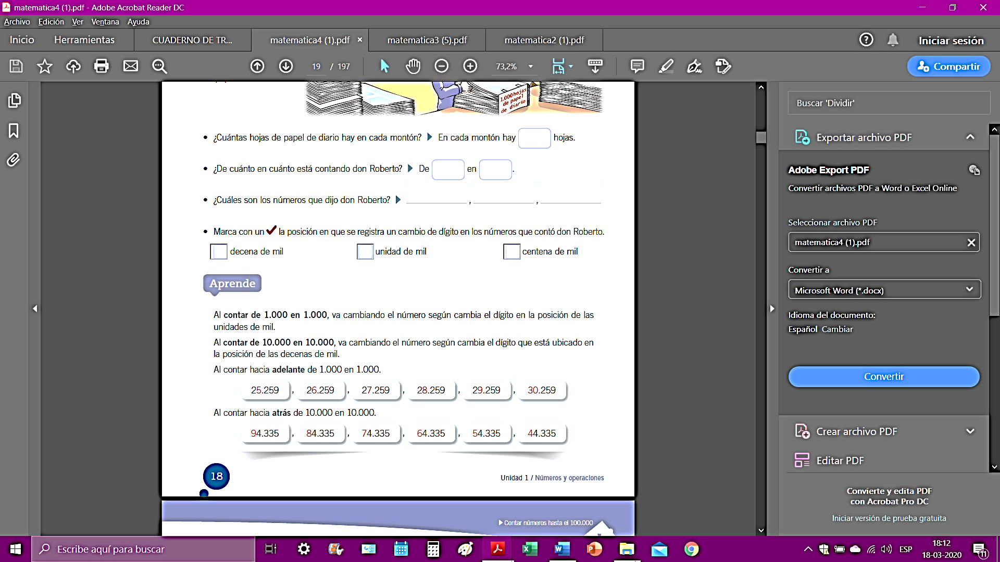 matematica4 (1).pdf - Adobe Acrobat Reader DC
Archivo Edición Ver Ventana Ayuda
Inicio Herramientas CUADERNO DE TR... matematica4 (1).pdf × matematica3 (5).pdf matematica2 (1).pdf Iniciar sesión
19 / 197 73,2% Compartir
1.000 hojas
de papel
de diario
• ¿Cuántas hojas de papel de diario hay en cada montón? En cada montón hay hojas.
• ¿De cuánto en cuánto está contando don Roberto? De en .
• ¿Cuáles son los números que dijo don Roberto? , ,
• Marca con un ✔ la posición en que se registra un cambio de dígito en los números que contó don Roberto.
decena de mil unidad de mil centena de mil
Aprende
Al contar de 1.000 en 1.000, va cambiando el número según cambia el dígito en la posición de las
unidades de mil.
Al contar de 10.000 en 10.000, va cambiando el número según cambia el dígito que está ubicado en
la posición de las decenas de mil.
Al contar hacia adelante de 1.000 en 1.000.
25.259 , 26.259 , 27.259 , 28.259 , 29.259 , 30.259
Al contar hacia atrás de 10.000 en 10.000.
94.335 , 84.335 , 74.335 , 64.335 , 54.335 , 44.335
18
Unidad 1 / Números y operaciones
Contar números hasta el 100.000
Buscar 'Dividir'
Exportar archivo PDF
Adobe Export PDF
Convertir archivos PDF a Word o Excel Online
Seleccionar archivo PDF
matematica4 (1).pdf
Convertir a
Microsoft Word (*.docx)
Idioma del documento:
Español Cambiar
Convertir
Crear archivo PDF
Editar PDF
Convierte y edita PDF
con Acrobat Pro DC
Iniciar versión de prueba gratuita
Escribe aquí para buscar
ESP
18:12
18-03-2020
11